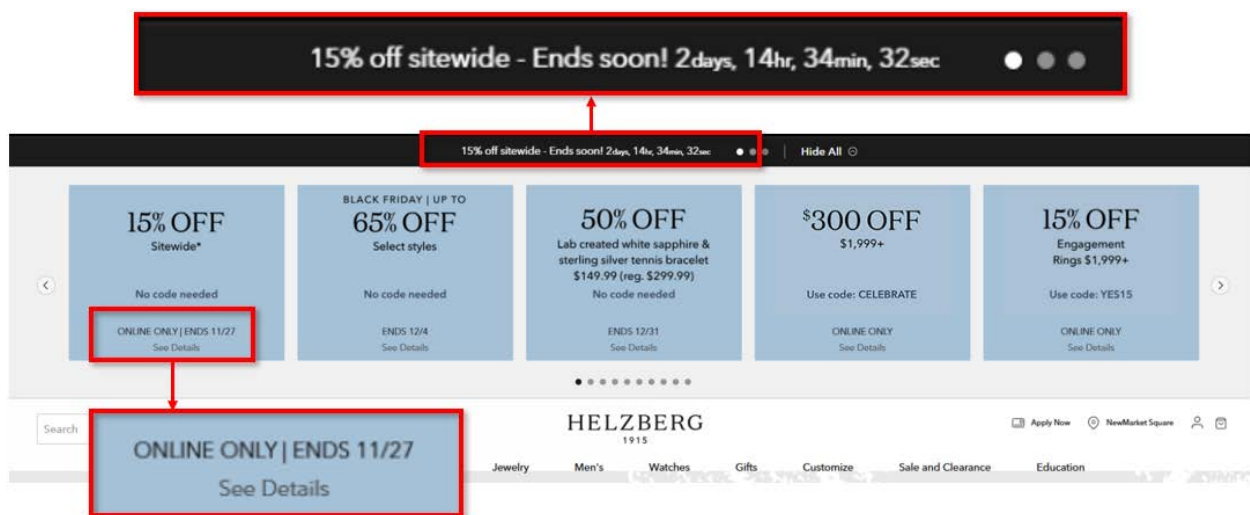 15% off sitewide - Ends soon! 2days, 14hr, 34min, 32sec
15% off sitewide - Ends soon! 2days, 14hr, 34min, 32sec
Hide All
15% OFF
Sitewide*
No code needed
ONLINE ONLY | ENDS 11/27
See Details
BLACK FRIDAY | UP TO
65% OFF
Select styles
No code needed
ENDS 12/4
See Details
50% OFF
Lab created white sapphire &
sterling silver tennis bracelet
$149.99 (reg. $299.99)
No code needed
ENDS 12/31
See Details
$300 OFF
$1,999+
Use code: CELEBRATE
ONLINE ONLY
See Details
15% OFF
Engagement
Rings $1,999+
Use code: YES15
ONLINE ONLY
See Details
Search
ONLINE ONLY | ENDS 11/27
See Details
HELZBERG
1915
Apply Now
NewMarket Square
Jewelry Men's Watches Gifts Customize Sale and Clearance Education